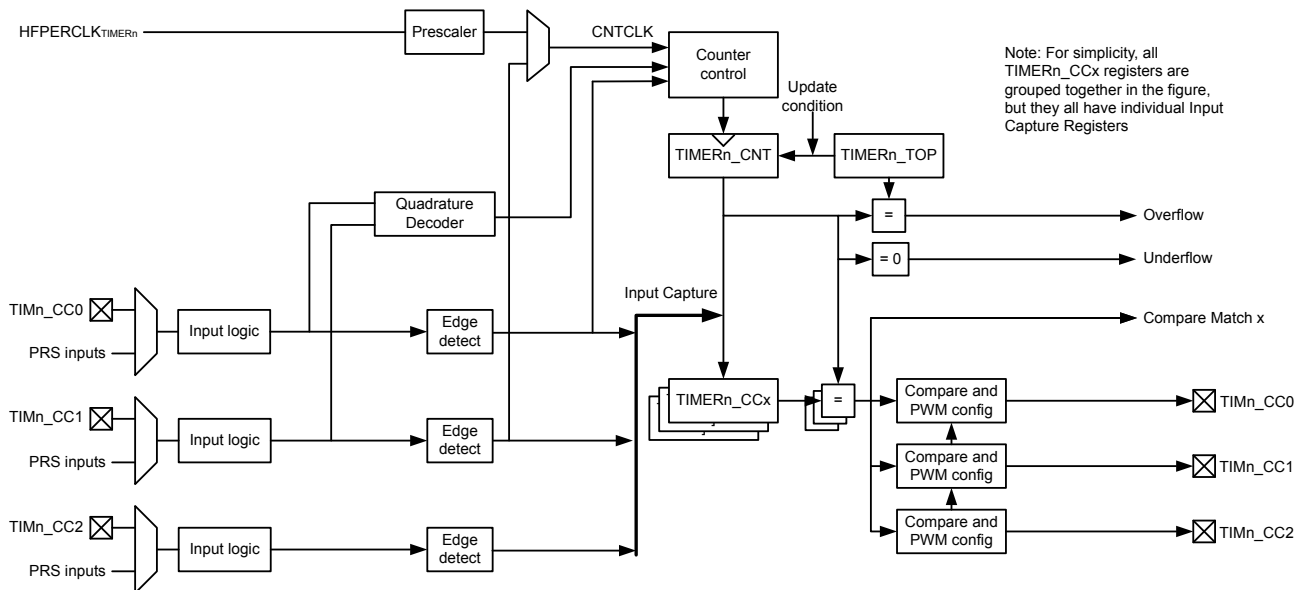 HFPERCLKTIMERn
Prescaler
CNTCLK
Counter
control
Note: For simplicity, all
TIMERn_CCx registers are
grouped together in the figure,
but they all have individual Input
Capture Registers
Update
condition
TIMERn_CNT
TIMERn_TOP
Quadrature
Decoder
=
Overflow
= 0
Underflow
TIMn_CC0
PRS inputs
Input logic
Edge
detect
Input Capture
Compare Match x
TIMERn_CCx
=
Compare and
PWM config
TIMn_CC0
TIMn_CC1
PRS inputs
Input logic
Edge
detect
Compare and
PWM config
TIMn_CC1
TIMn_CC2
PRS inputs
Input logic
Edge
detect
Compare and
PWM config
TIMn_CC2